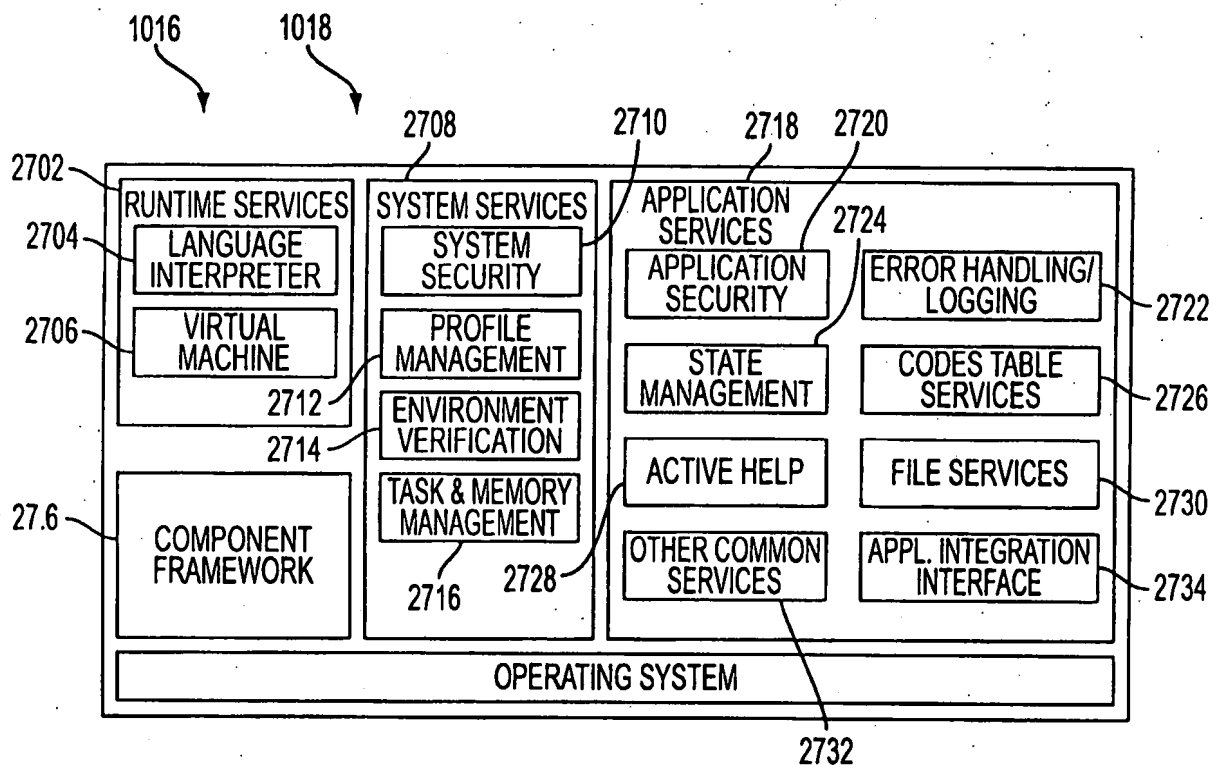 1016
1018
2702
2708
2710
2718
2720
RUNTIME SERVICES
2704
LANGUAGE
INTERPRETER
2706
VIRTUAL
MACHINE
27.6
COMPONENT
FRAMEWORK
SYSTEM SERVICES
SYSTEM
SECURITY
PROFILE
MANAGEMENT
2712
2714
ENVIRONMENT
VERIFICATION
TASK & MEMORY
MANAGEMENT
2716
APPLICATION
SERVICES
2724
APPLICATION
SECURITY
ERROR HANDLING/
LOGGING
2722
STATE
MANAGEMENT
CODES TABLE
SERVICES
2726
ACTIVE HELP
2728
FILE SERVICES
2730
OTHER COMMON
SERVICES
APPL. INTEGRATION
INTERFACE
2734
OPERATING SYSTEM
2732